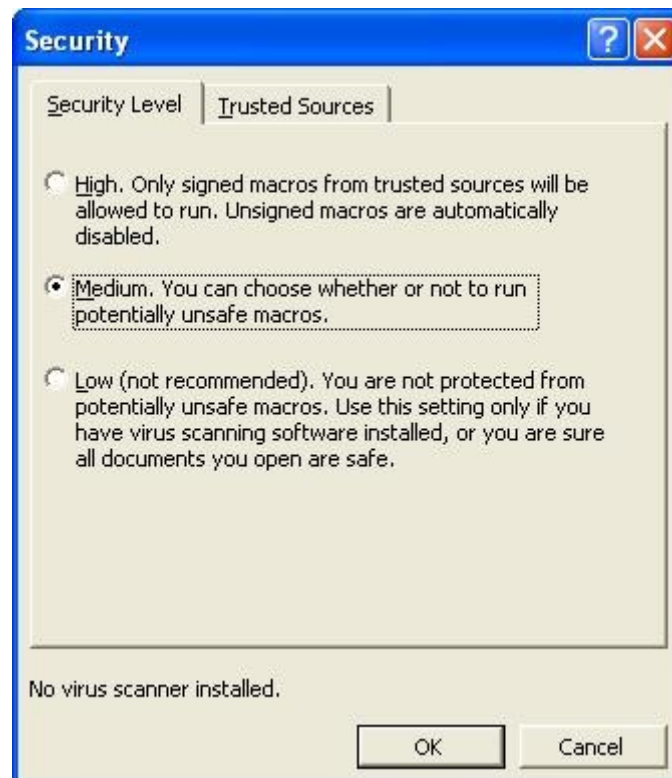 Security
Security Level
Trusted Sources
High. Only signed macros from trusted sources will be
allowed to run. Unsigned macros are automatically
disabled.
Medium. You can choose whether or not to run
potentially unsafe macros.
Low (not recommended). You are not protected from
potentially unsafe macros. Use this setting only if you
have virus scanning software installed, or you are sure
all documents you open are safe.
No virus scanner installed.
OK
Cancel